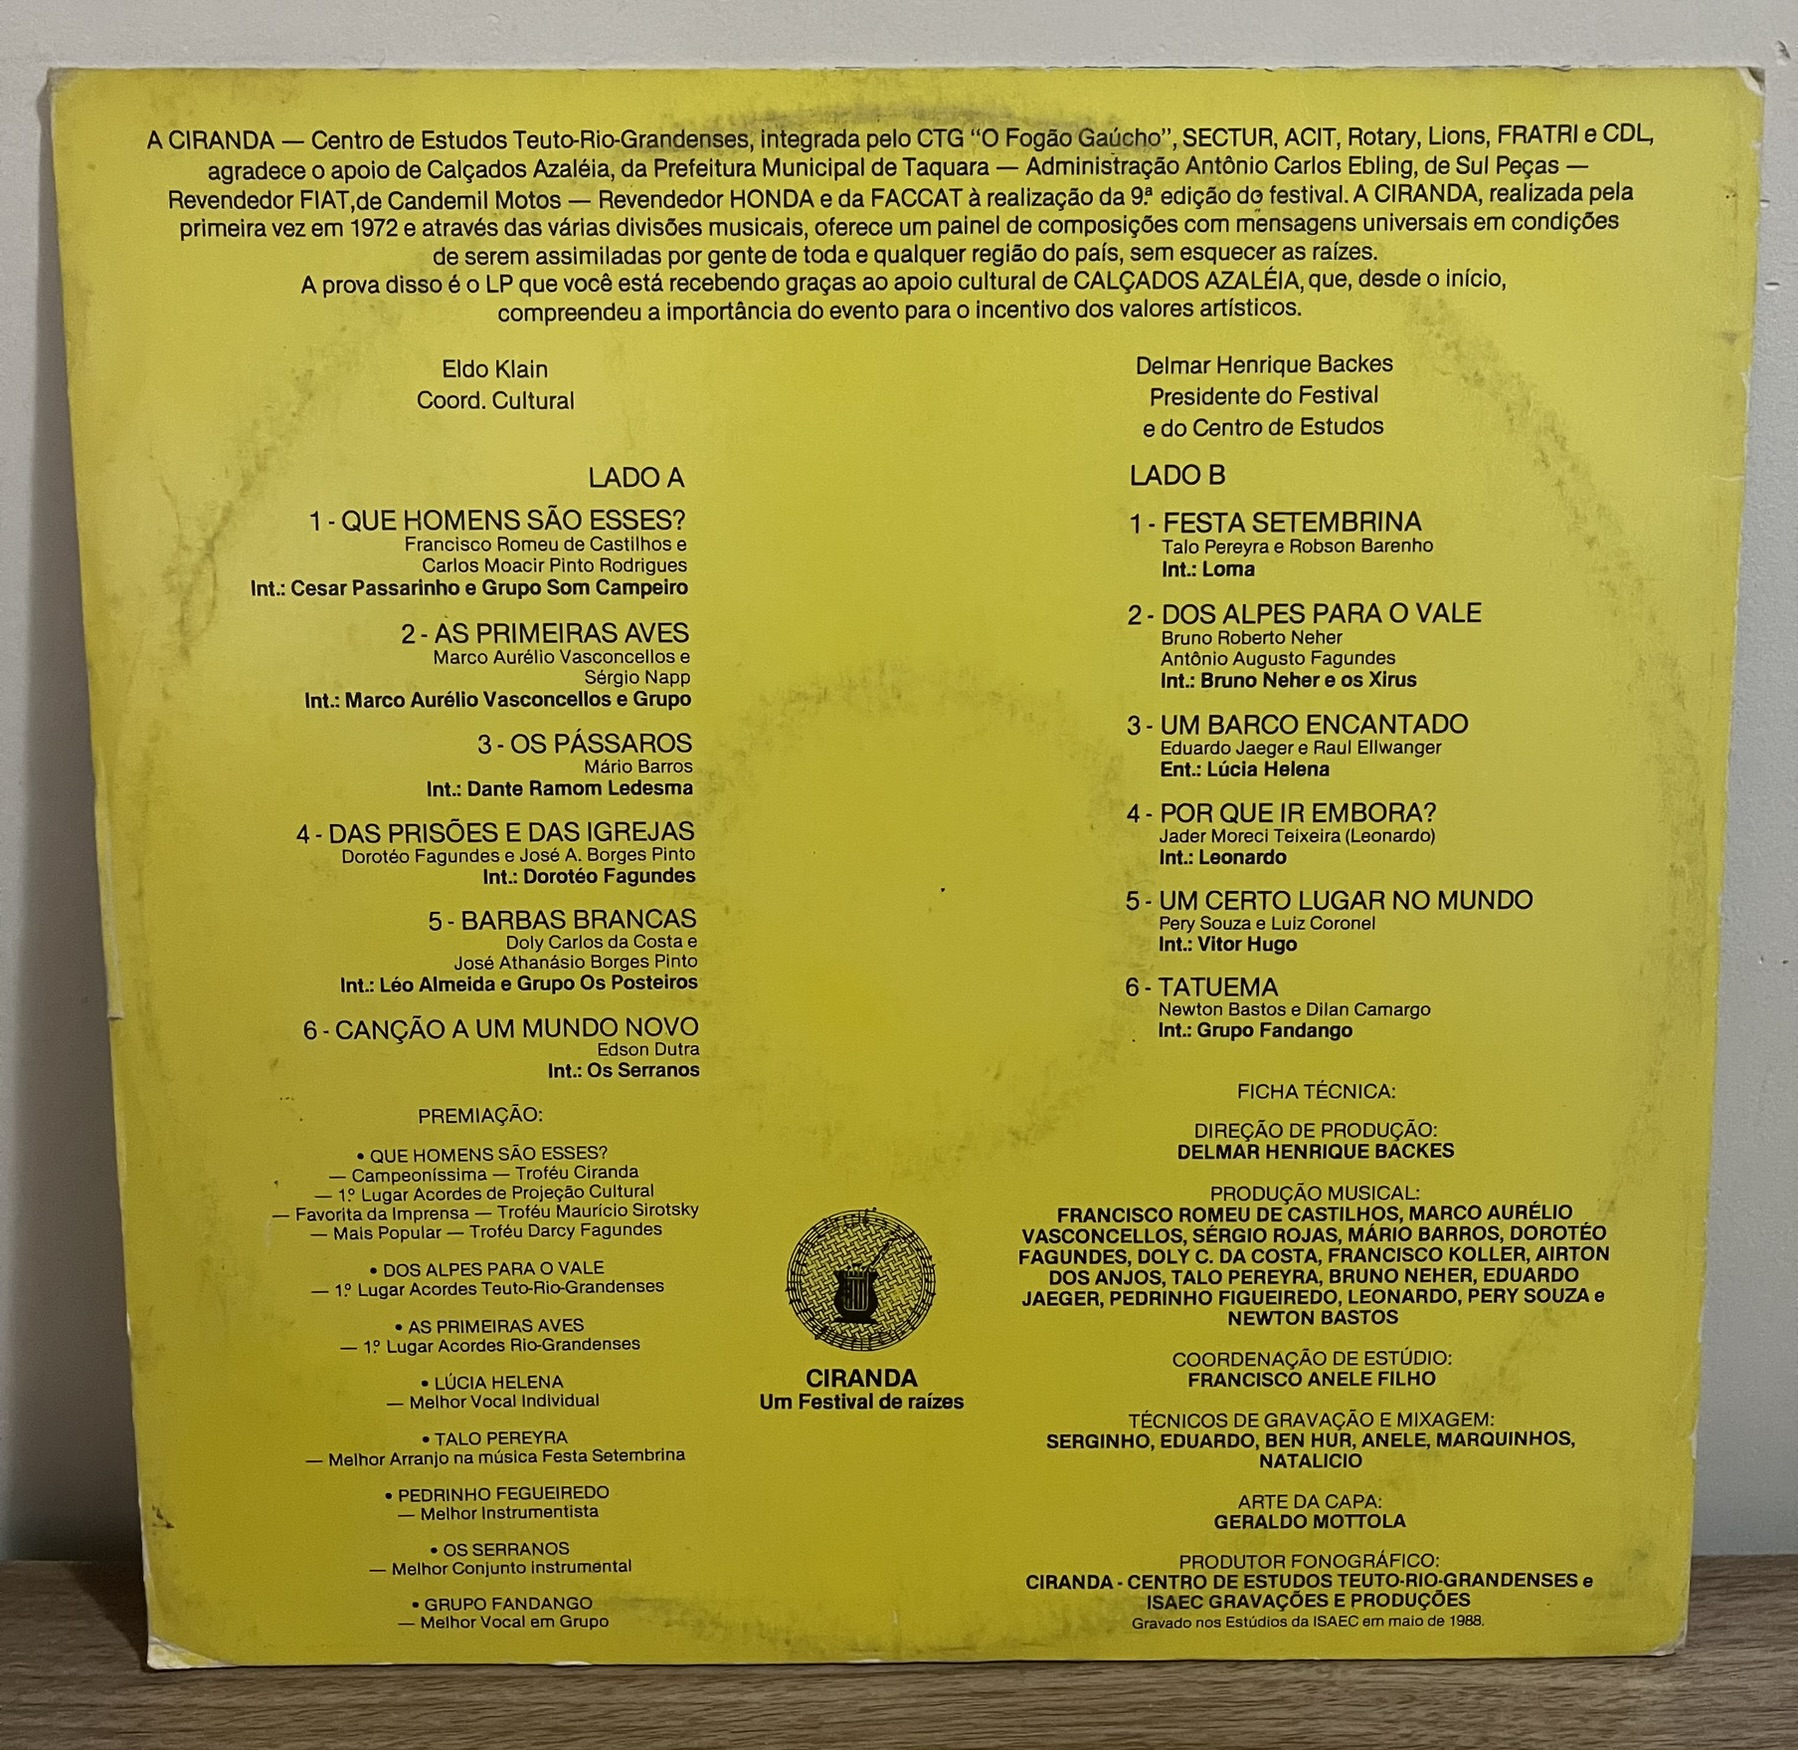 A CIRANDA — Centro de Estudos Teuto-Rio-Grandenses, integrada pelo CTG “O Fogão Gaúcho”, SECTUR, ACIT, Rotary, Lions, FRATRI e CDL,
agradece o apoio de Calçados Azaléia, da Prefeitura Municipal de Taquara — Administração Antônio Carlos Ebling, de Sul Peças —
Revendedor FIAT,de Candemil Motos — Revendedor HONDA e da FACCAT à realização da 9ª edição do festival. A CIRANDA, realizada pela
primeira vez em 1972 e através das várias divisões musicais, oferece um painel de composições com mensagens universais em condições
de serem assimiladas por gente de toda e qualquer região do país, sem esquecer as raízes.
A prova disso é o LP que você está recebendo graças ao apoio cultural de CALÇADOS AZALÉIA, que, desde o início,
compreendeu a importância do evento para o incentivo dos valores artísticos.
Eldo Klain
Coord. Cultural
Delmar Henrique Backes
Presidente do Festival
e do Centro de Estudos
LADO A
1 - QUE HOMENS SÃO ESSES?
Francisco Romeu de Castilhos e
Carlos Moacir Pinto Rodrigues
Int.: Cesar Passarinho e Grupo Som Campeiro
2 - AS PRIMEIRAS AVES
Marco Aurélio Vasconcellos e
Sérgio Napp
Int.: Marco Aurélio Vasconcellos e Grupo
3 - OS PÁSSAROS
Mário Barros
Int.: Dante Ramom Ledesma
4 - DAS PRISÕES E DAS IGREJAS
Dorotéo Fagundes e José A. Borges Pinto
Int.: Dorotéo Fagundes
5 - BARBAS BRANCAS
Doly Carlos da Costa e
José Athanásio Borges Pinto
Int.: Léo Almeida e Grupo Os Posteiros
6 - CANÇÃO A UM MUNDO NOVO
Edson Dutra
Int.: Os Serranos
PREMIAÇÃO:
• QUE HOMENS SÃO ESSES?
— Campeoníssima — Troféu Ciranda
— 1º Lugar Acordes de Projeção Cultural
— Favorita da Imprensa — Troféu Maurício Sirotsky
— Mais Popular — Troféu Darcy Fagundes
• DOS ALPES PARA O VALE
— 1º Lugar Acordes Teuto-Rio-Grandenses
• AS PRIMEIRAS AVES
— 1º Lugar Acordes Rio-Grandenses
• LÚCIA HELENA
— Melhor Vocal Individual
• TALO PEREYRA
— Melhor Arranjo na música Festa Setembrina
• PEDRINHO FEGUEIREDO
— Melhor Instrumentista
• OS SERRANOS
— Melhor Conjunto instrumental
• GRUPO FANDANGO
— Melhor Vocal em Grupo
CIRANDA
Um Festival de raízes
LADO B
1 - FESTA SETEMBRINA
Talo Pereyra e Robson Barenho
Int.: Loma
2 - DOS ALPES PARA O VALE
Bruno Roberto Neher
Antônio Augusto Fagundes
Int.: Bruno Neher e os Xirus
3 - UM BARCO ENCANTADO
Eduardo Jaeger e Raul Ellwanger
Ent.: Lúcia Helena
4 - POR QUE IR EMBORA?
Jader Moreci Teixeira (Leonardo)
Int.: Leonardo
5 - UM CERTO LUGAR NO MUNDO
Pery Souza e Luiz Coronel
Int.: Vitor Hugo
6 - TATUEMA
Newton Bastos e Dilan Camargo
Int.: Grupo Fandango
FICHA TÉCNICA:
DIREÇÃO DE PRODUÇÃO:
DELMAR HENRIQUE BACKES
PRODUÇÃO MUSICAL:
FRANCISCO ROMEU DE CASTILHOS, MARCO AURÉLIO
VASCONCELLOS, SÉRGIO ROJAS, MÁRIO BARROS, DOROTÉO
FAGUNDES, DOLY C. DA COSTA, FRANCISCO KOLLER, AIRTON
DOS ANJOS, TALO PEREYRA, BRUNO NEHER, EDUARDO
JAEGER, PEDRINHO FIGUEIREDO, LEONARDO, PERY SOUZA e
NEWTON BASTOS
COORDENAÇÃO DE ESTÚDIO:
FRANCISCO ANELE FILHO
TÉCNICOS DE GRAVAÇÃO E MIXAGEM:
SERGINHO, EDUARDO, BEN HUR, ANELE, MARQUINHOS,
NATALICIO
ARTE DA CAPA:
GERALDO MOTTOLA
PRODUTOR FONOGRÁFICO:
CIRANDA - CENTRO DE ESTUDOS TEUTO-RIO-GRANDENSES e
ISAEC GRAVAÇÕES E PRODUÇÕES
Gravado nos Estúdios da ISAEC em maio de 1988.